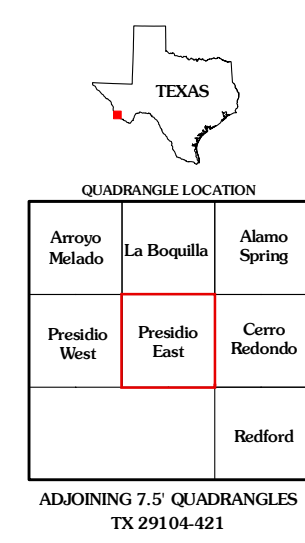 TEXAS
QUADRANGLE LOCATION
Arroyo
Melado
La Boquilla
Alamo
Spring
Presidio
West
Presidio
East
Cerro
Redondo
Redford
ADJOINING 7.5' QUADRANGLES
TX 29104-421